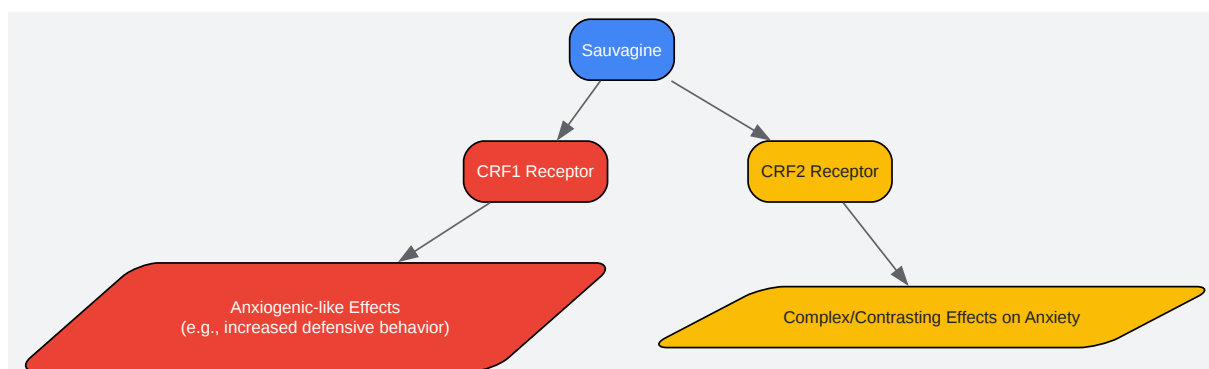 Sauvagine
CRF1 Receptor
CRF2 Receptor
Anxiogenic-like Effects
(e.g., increased defensive behavior)
Complex/Contrasting Effects on Anxiety